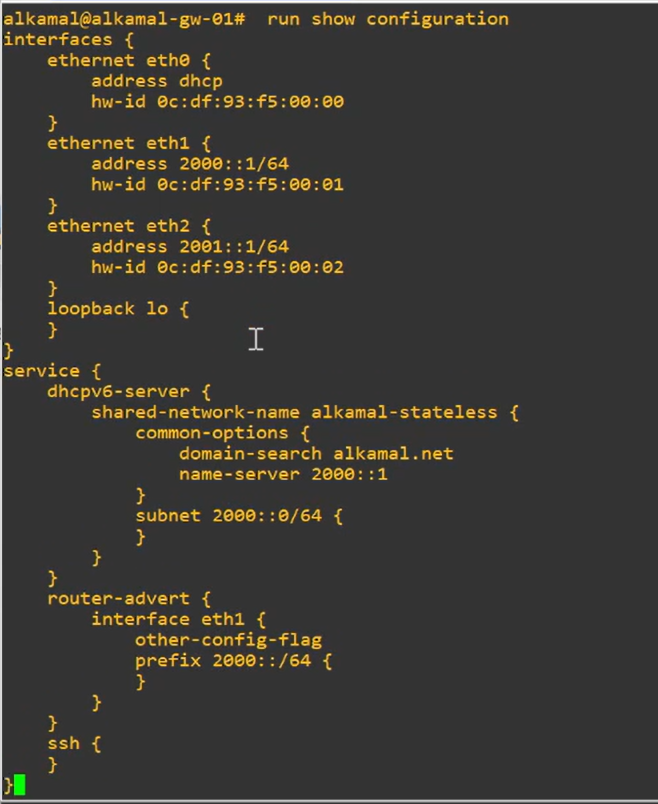 alkamal@alkamal-gw-01#  run show configuration
interfaces {
    ethernet eth0 {
        address dhcp
        hw-id 0c:df:93:f5:00:00
    }
    ethernet eth1 {
        address 2000::1/64
        hw-id 0c:df:93:f5:00:01
    }
    ethernet eth2 {
        address 2001::1/64
        hw-id 0c:df:93:f5:00:02
    }
    loopback lo {
    }
}
service {
    dhcpv6-server {
        shared-network-name alkamal-stateless {
            common-options {
                domain-search alkamal.net
                name-server 2000::1
            }
            subnet 2000::0/64 {
            }
        }
    }
    router-advert {
        interface eth1 {
            other-config-flag
            prefix 2000::/64 {
            }
        }
    }
    ssh {
    }
}